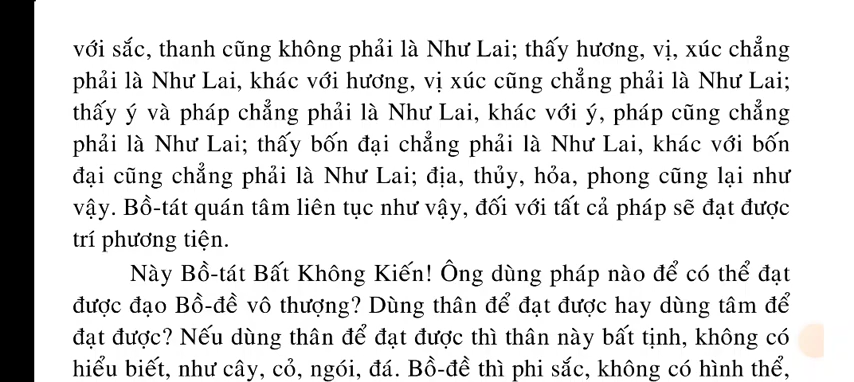 với sắc, thanh cũng không phải là Như Lai; thấy hương, vị, xúc chẳng
phải là Như Lai, khác với hương, vị xúc cũng chẳng phải là Như Lai;
thấy ý và pháp chẳng phải là Như Lai, khác với ý, pháp cũng chẳng
phải là Như Lai; thấy bốn đại chẳng phải là Như Lai, khác với bốn
đại cũng chẳng phải là Như Lai; địa, thủy, hỏa, phong cũng lại như
vậy. Bồ-tát quán tâm liên tục như vậy, đối với tất cả pháp sẽ đạt được
trí phương tiện.
Này Bồ-tát Bất Không Kiến! Ông dùng pháp nào để có thể đạt
được đạo Bồ-đề vô thượng? Dùng thân để đạt được hay dùng tâm để
đạt được? Nếu dùng thân để đạt được thì thân này bất tịnh, không có
hiểu biết, như cây, cỏ, ngói, đá. Bồ-đề thì phi sắc, không có hình thể,